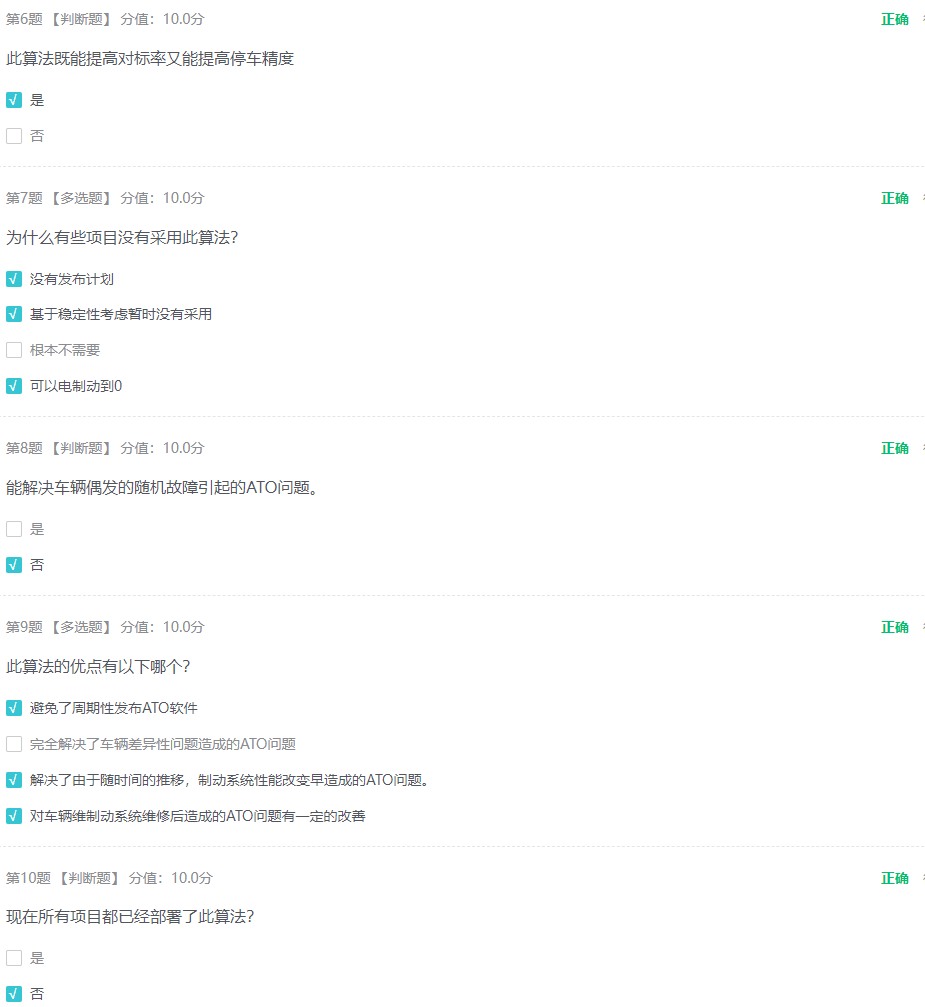 第6题 【判断题】 分值：10.0分 正确
此算法既能提高对标率又能提高停车精度
√ 是
否
第7题 【多选题】 分值：10.0分 正确
为什么有些项目没有采用此算法？
√ 没有发布计划
√ 基于稳定性考虑暂时没有采用
根本不需要
√ 可以电制动到0
第8题 【判断题】 分值：10.0分 正确
能解决车辆偶发的随机故障引起的ATO问题。
是
√ 否
第9题 【多选题】 分值：10.0分 正确
此算法的优点有以下哪个？
√ 避免了周期性发布ATO软件
完全解决了车辆差异性问题造成的ATO问题
√ 解决了由于随时间的推移，制动系统性能改变早造成的ATO问题。
√ 对车辆维制动系统维修后造成的ATO问题有一定的改善
第10题 【判断题】 分值：10.0分 正确
现在所有项目都已经部署了此算法？
是
√ 否